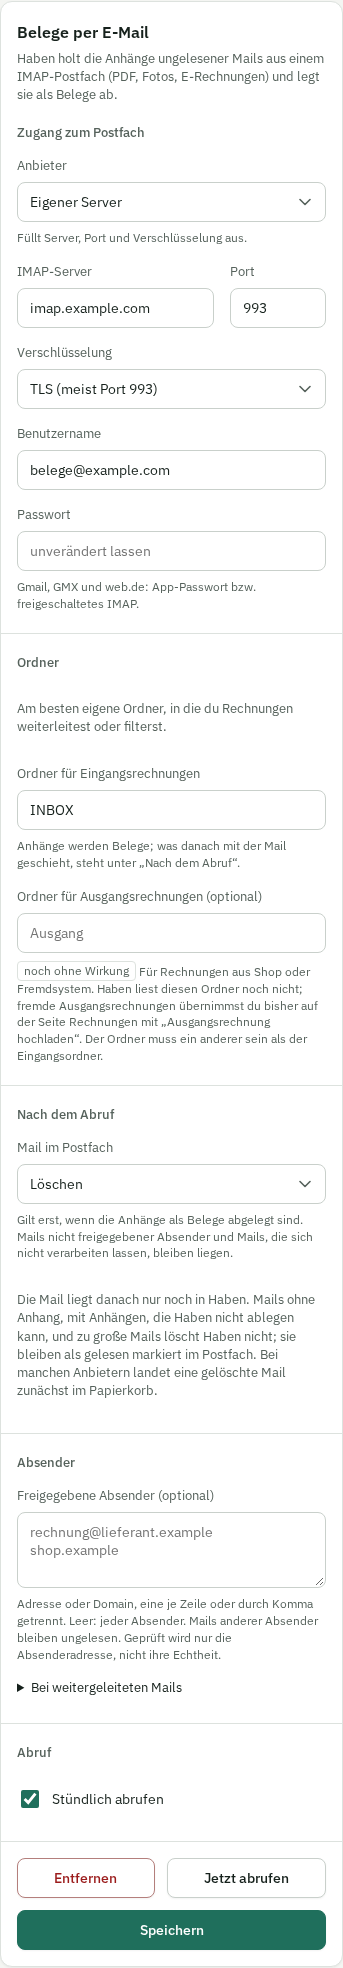 Belege per E-Mail
Haben holt die Anhänge ungelesener Mails aus einem
IMAP-Postfach (PDF, Fotos, E-Rechnungen) und legt
sie als Belege ab.
Zugang zum Postfach
Anbieter
Eigener Server
Füllt Server, Port und Verschlüsselung aus.
IMAP-Server
Port
imap.example.com
993
Verschlüsselung
TLS (meist Port 993)
Benutzername
belege@example.com
Passwort
unverändert lassen
Gmail, GMX und web.de: App-Passwort bzw.
freigeschaltetes IMAP.
Ordner
Am besten eigene Ordner, in die du Rechnungen
weiterleitest oder filterst.
Ordner für Eingangsrechnungen
INBOX
Anhänge werden Belege; was danach mit der Mail
geschieht, steht unter „Nach dem Abruf“.
Ordner für Ausgangsrechnungen (optional)
Ausgang
noch ohne Wirkung Für Rechnungen aus Shop oder
Fremdsystem. Haben liest diesen Ordner noch nicht;
fremde Ausgangsrechnungen übernimmst du bisher auf
der Seite Rechnungen mit „Ausgangsrechnung
hochladen“. Der Ordner muss ein anderer sein als der
Eingangsordner.
Nach dem Abruf
Mail im Postfach
Löschen
Gilt erst, wenn die Anhänge als Belege abgelegt sind.
Mails nicht freigegebener Absender und Mails, die sich
nicht verarbeiten lassen, bleiben liegen.
Die Mail liegt danach nur noch in Haben. Mails ohne
Anhang, mit Anhängen, die Haben nicht ablegen
kann, und zu große Mails löscht Haben nicht; sie
bleiben als gelesen markiert im Postfach. Bei
manchen Anbietern landet eine gelöschte Mail
zunächst im Papierkorb.
Absender
Freigegebene Absender (optional)
rechnung@lieferant.example
shop.example
Adresse oder Domain, eine je Zeile oder durch Komma
getrennt. Leer: jeder Absender. Mails anderer Absender
bleiben ungelesen. Geprüft wird nur die
Absenderadresse, nicht ihre Echtheit.
Bei weitergeleiteten Mails
Abruf
Stündlich abrufen
Entfernen
Jetzt abrufen
Speichern